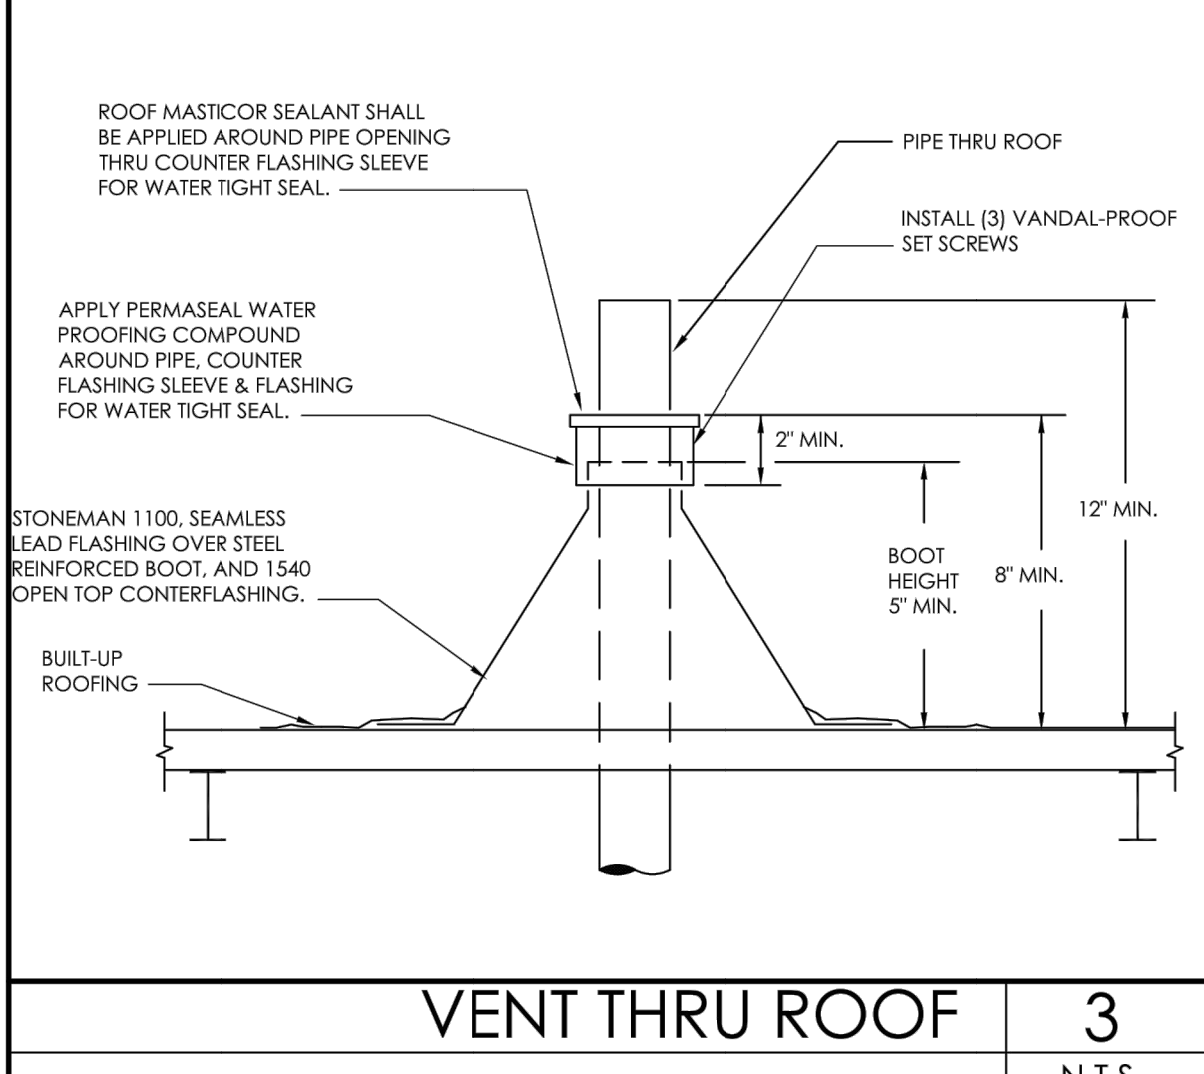 ROOF MASTICOR SEALANT SHALL
BE APPLIED AROUND PIPE OPENING
THRU COUNTER FLASHING SLEEVE
FOR WATER TIGHT SEAL.
PIPE THRU ROOF
INSTALL (3) VANDAL-PROOF
SET SCREWS
APPLY PERMASEAL WATER
PROOFING COMPOUND
AROUND PIPE, COUNTER
FLASHING SLEEVE & FLASHING
FOR WATER TIGHT SEAL.
2" MIN.
12" MIN.
STONEMAN 1100, SEAMLESS
LEAD FLASHING OVER STEEL
REINFORCED BOOT, AND 1540
OPEN TOP CONTERFLASHING.
BOOT
HEIGHT
5" MIN.
8" MIN.
BUILT-UP
ROOFING
VENT THRU ROOF
3
N.T.S.